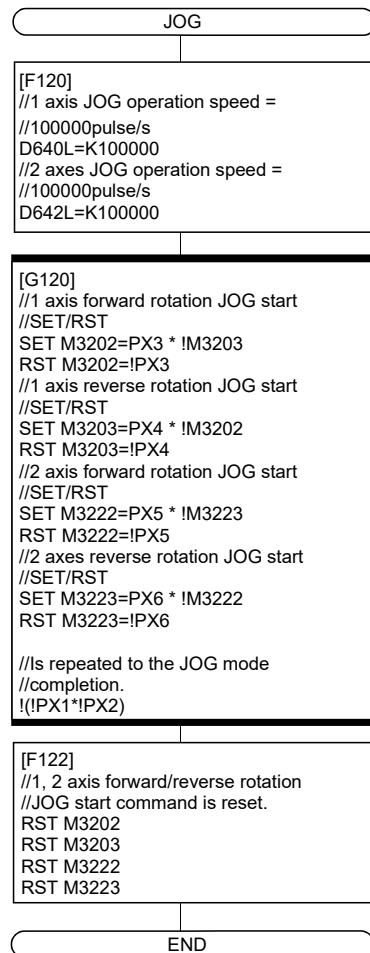 JOG
[F120]
//1 axis JOG operation speed =
//100000pulse/s
D640L=K100000
//2 axes JOG operation speed =
//100000pulse/s
D642L=K100000
[G120]
//1 axis forward rotation JOG start
//SET/RST
SET M3202=PX3 * !M3203
RST M3202=!PX3
//1 axis reverse rotation JOG start
//SET/RST
SET M3203=PX4 * !M3202
RST M3203=!PX4
//2 axis forward rotation JOG start
//SET/RST
SET M3222=PX5 * !M3223
RST M3222=!PX5
//2 axes reverse rotation JOG start
//SET/RST
SET M3223=PX6 * !M3222
RST M3223=!PX6
//Is repeated to the JOG mode
//completion.
!(!PX1*!PX2)
[F122]
//1, 2 axis forward/reverse rotation
//JOG start command is reset.
RST M3202
RST M3203
RST M3222
RST M3223
END